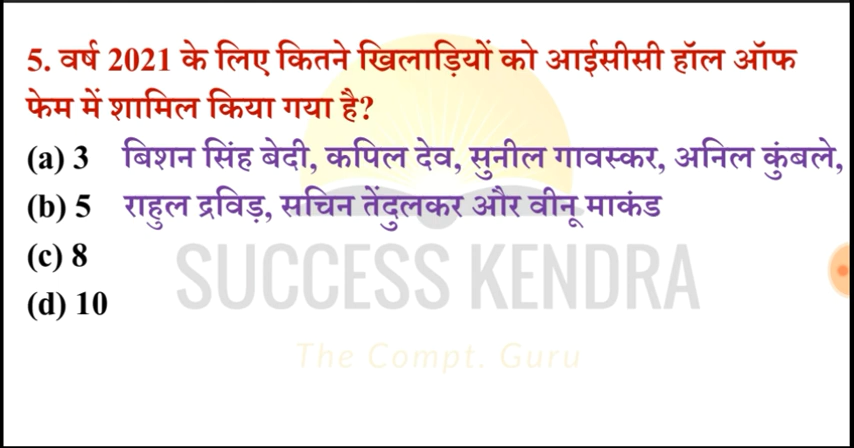 5. वर्ष 2021 के लिए कितने खिलाड़ियों को आईसीसी हॉल ऑफ
फेम में शामिल किया गया है?
(a) 3 बिशन सिंह बेदी, कपिल देव, सुनील गावस्कर, अनिल कुंबले,
(b) 5 राहुल द्रविड़, सचिन तेंदुलकर और वीनू माकंड
(c) 8
(d) 10
SUCCESS KENDRA
The Compt. Guru